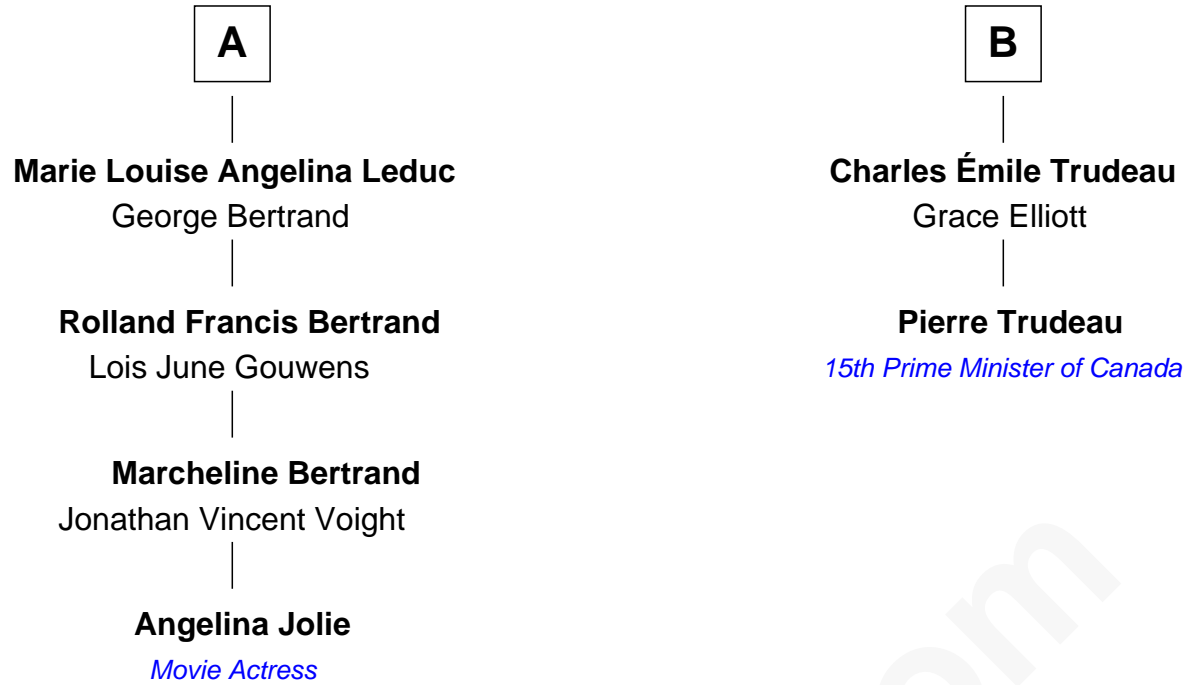 A
Marie Louise Angelina Leduc
George Bertrand
Rolland Francis Bertrand
Lois June Gouwens
Marcheline Bertrand
Jonathan Vincent Voight
Angelina Jolie
Movie Actress
B
Charles Émile Trudeau
Grace Elliott
Pierre Trudeau
15th Prime Minister of Canada
om